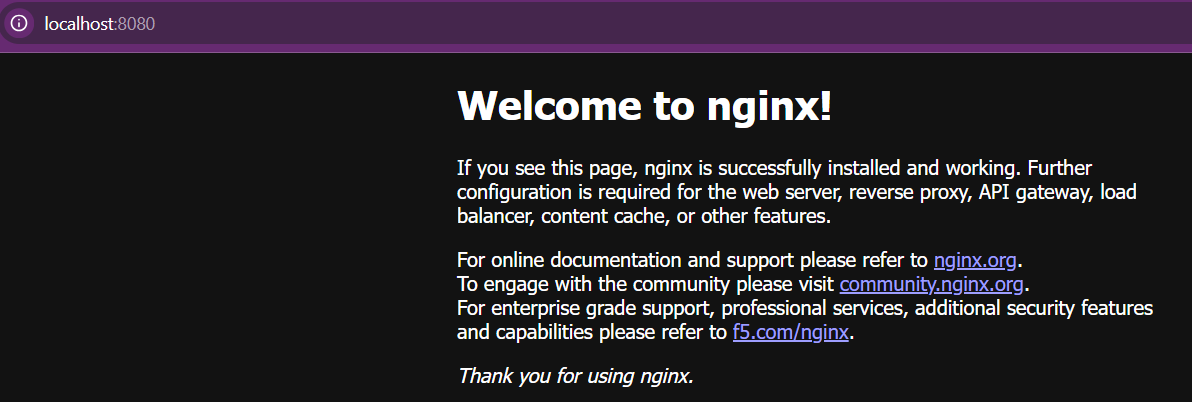 localhost:8080
Welcome to nginx!
If you see this page, nginx is successfully installed and working. Further
configuration is required for the web server, reverse proxy, API gateway, load
balancer, content cache, or other features.
For online documentation and support please refer to nginx.org.
To engage with the community please visit community.nginx.org.
For enterprise grade support, professional services, additional security features
and capabilities please refer to f5.com/nginx.
Thank you for using nginx.